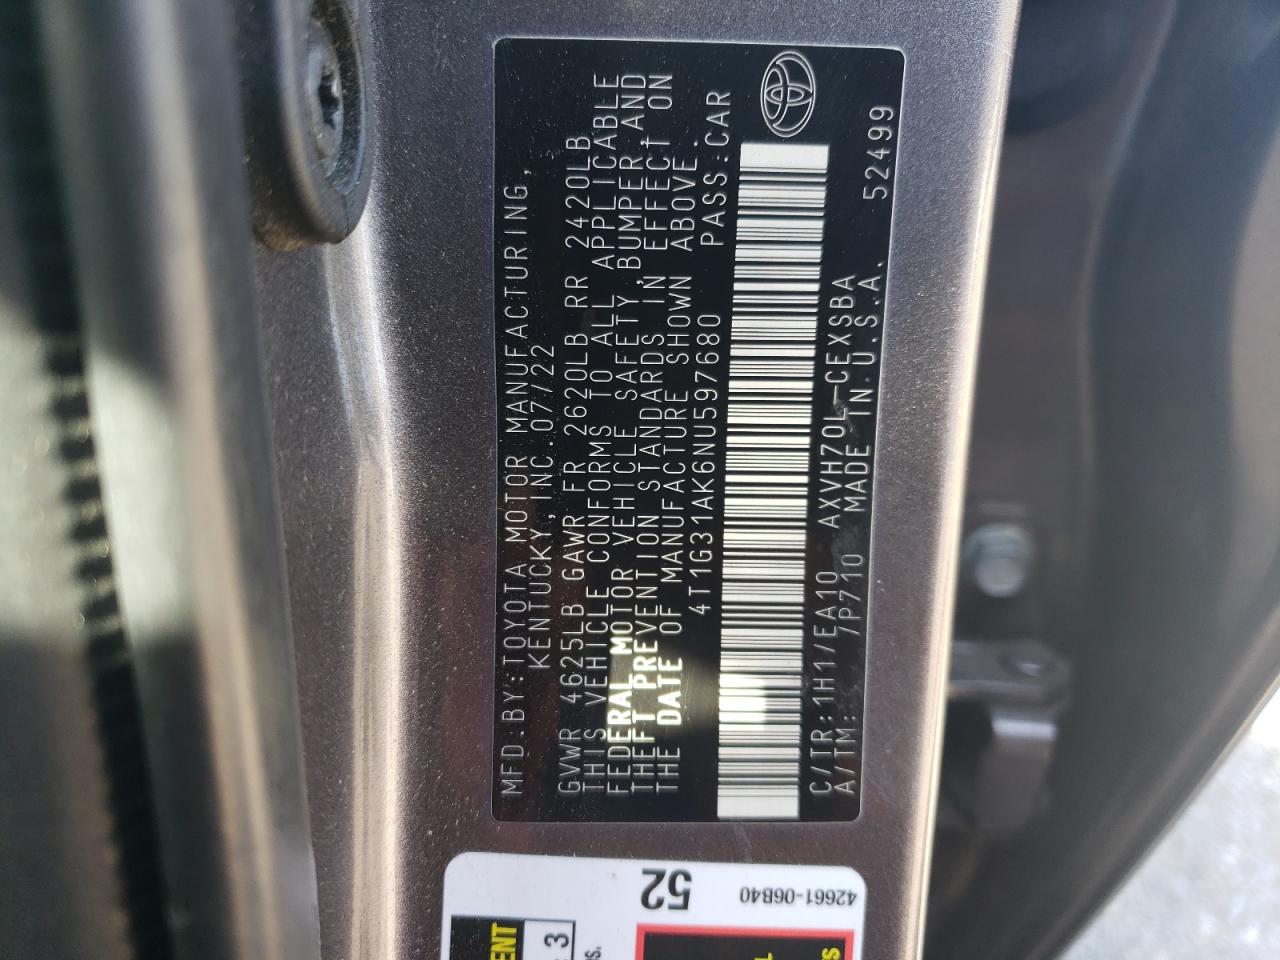 MFD.BY:TOYOTA MOTOR MANUFACTURING,
KENTUCKY,INC.07/22
GVWR 4625LB GAWR FR 2620LB RR 2420LB
THIS VEHICLE CONFORMS TO ALL APPLICABLE
FEDERAL MOTOR VEHICLE SAFETY,BUMPER,AND
THEFT PREVENTION STANDARDS IN EFFECT ON
THE DATE OF MANUFACTURE SHOWN ABOVE.
4T1G31AK6NU597680 PASS.CAR
C/TR:1H1/EA10 AXVH70L-CEXSBA
A/TM: /P710 MADE IN U.S.A. 52499
52
42661-06B40
3